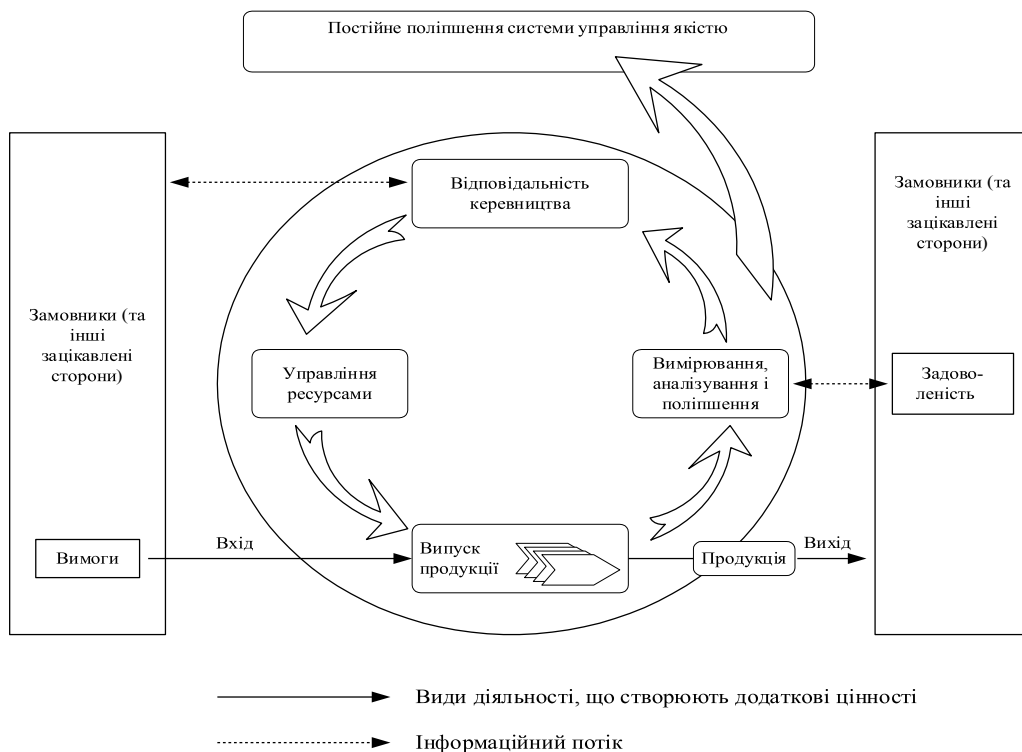 Постійне поліпшення системи управління якістю
Відповідальність
керевництва
Замовники (та
інші
зацікавлені
сторони)
Замовники (та
інші
зацікавлені
сторони)
Управління
ресурсами
Вимірювання,
аналізування і
поліпшення
Задово-
леність
Вимоги
Вхід
Випуск
продукції
Продукція
Вихід
Види діяльності, що створюють додаткові цінності
Інформаційний потік